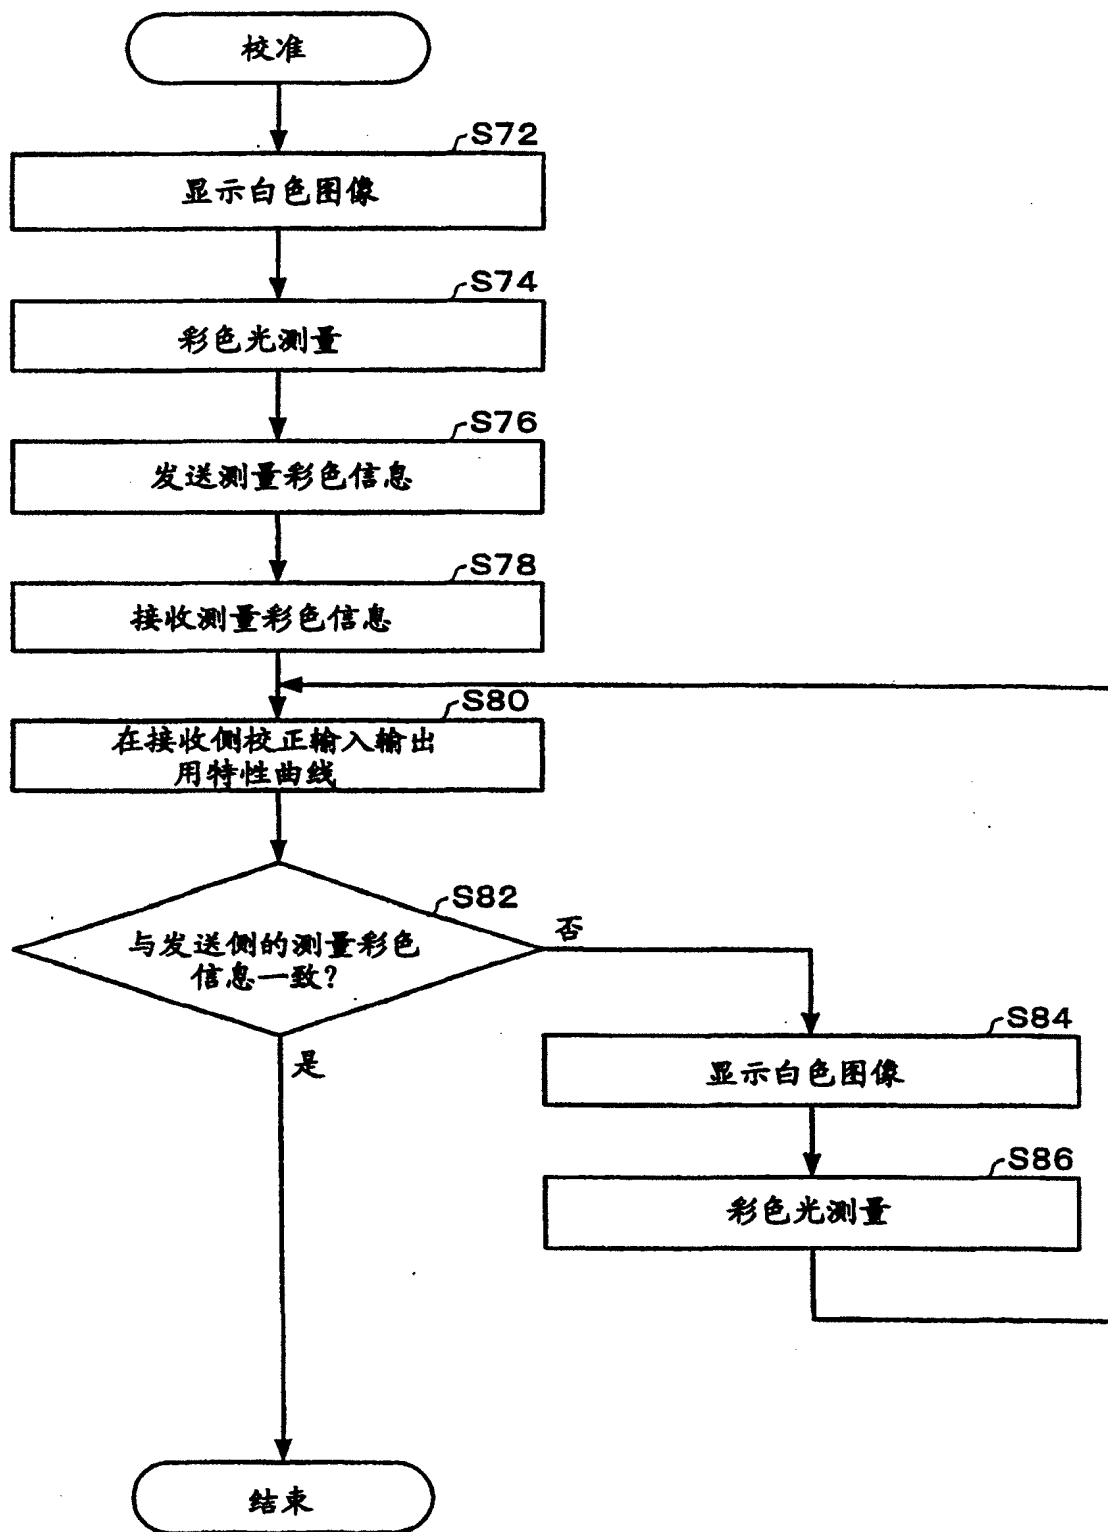 校准
S72
显示白色图像
S74
彩色光测量
S76
发送测量彩色信息
S78
接收测量彩色信息
S80
在接收侧校正输入输出
用特性曲线
S82
与发送侧的测量彩色
信息一致?
否
是
S84
显示白色图像
S86
彩色光测量
结束